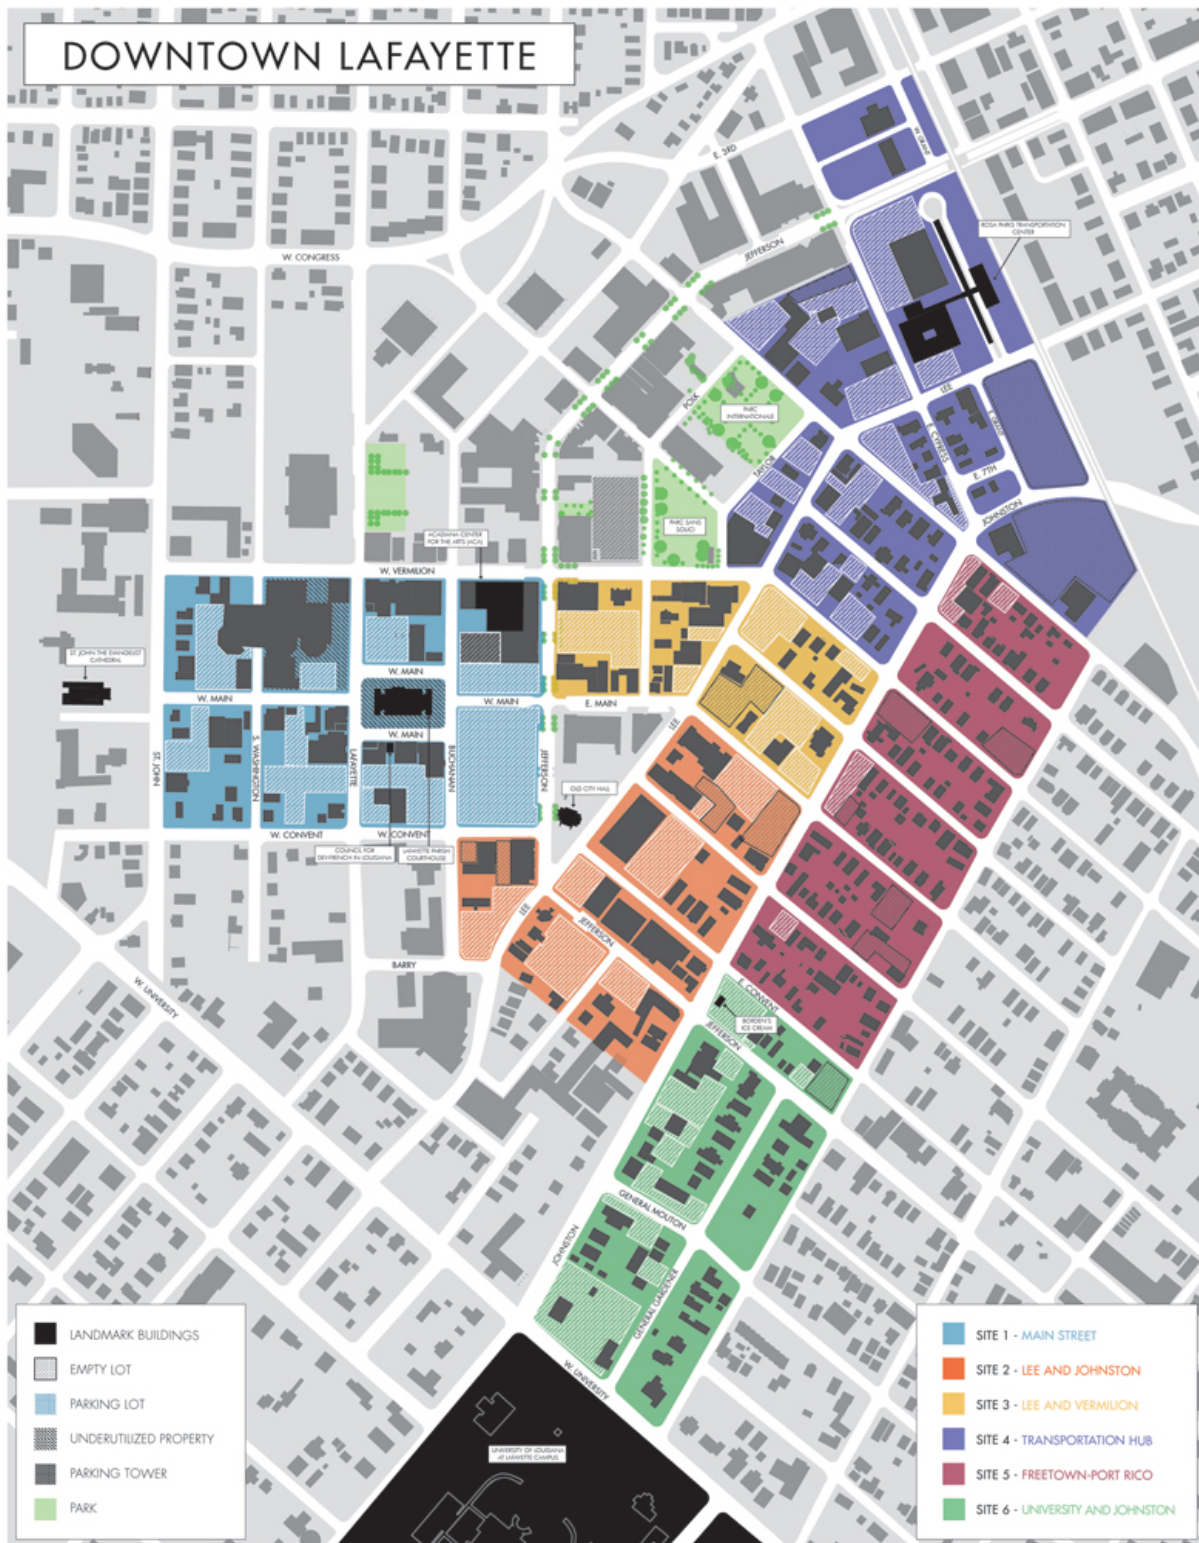 DOWNTOWN LAFAYETTE
E. 3RD
W. GRANT
ROSA PARKS TRANSPORTATION
CENTER
JEFFERSON
W. CONGRESS
LEE
POLK
PARC
INTERNATIONALE
E. CYPRESS
E. GRANT
TAYLOR
E. 7TH
JOHNSTON
PARC SANS
SOUCI
ACADIANA CENTER
FOR THE ARTS (ACA)
W. VERMILION
ST. JOHN THE EVANGELIST
CATHEDRAL
W. MAIN
W. MAIN
W. MAIN
E. MAIN
W. MAIN
LEE
ST. JOHN
S. WASHINGTON
LAFAYETTE
BUCHANAN
JEFFERSON
OLD CITY HALL
W. CONVENT
W. CONVENT
COUNCIL FOR
DEV-FRENCH IN LOUISIANA
LAFAYETTE PARISH
COURTHOUSE
LEE
JEFFERSON
BARRY
W. UNIVERSITY
E. CONVENT
BORDEN'S
ICE CREAM
JEFFERSON
GENERAL MOUTON
JOHNSTON
GENERAL GARDENER
W. UNIVERSITY
UNIVERSITY OF LOUISIANA
AT LAFAYETTE CAMPUS
LANDMARK BUILDINGS
EMPTY LOT
PARKING LOT
UNDERUTILIZED PROPERTY
PARKING TOWER
PARK
SITE 1 - MAIN STREET
SITE 2 - LEE AND JOHNSTON
SITE 3 - LEE AND VERMILION
SITE 4 - TRANSPORTATION HUB
SITE 5 - FREETOWN-PORT RICO
SITE 6 - UNIVERSITY AND JOHNSTON